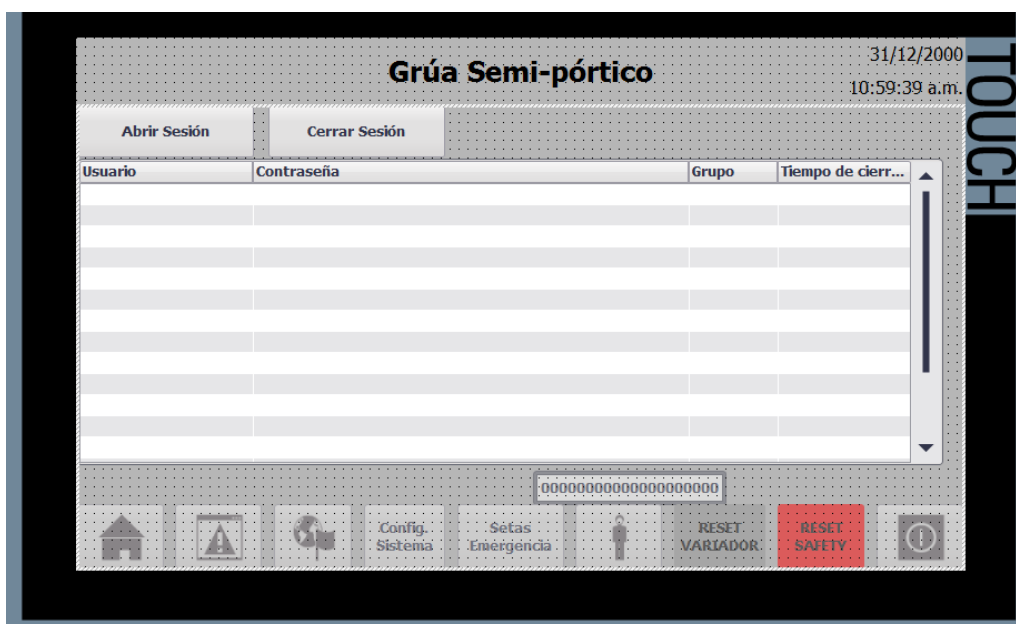 Grúa Semi-pórtico
31/12/2000
10:59:39 a.m.
TOUCH
Abrir Sesión
Cerrar Sesión
Usuario Contraseña Grupo Tiempo de cierr...
00000000000000000000
Config.
Sistema
Setas
Emergencia
RESET
VARIADOR
RESET
SAFETY